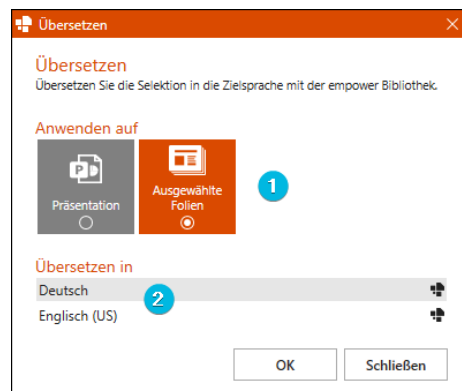 Übersetzen
Übersetzen
Übersetzen Sie die Selektion in die Zielsprache mit der empower Bibliothek.
Anwenden auf
Präsentation
Ausgewählte
Folien
1
Übersetzen in
Deutsch
2
Englisch (US)
OK
Schließen